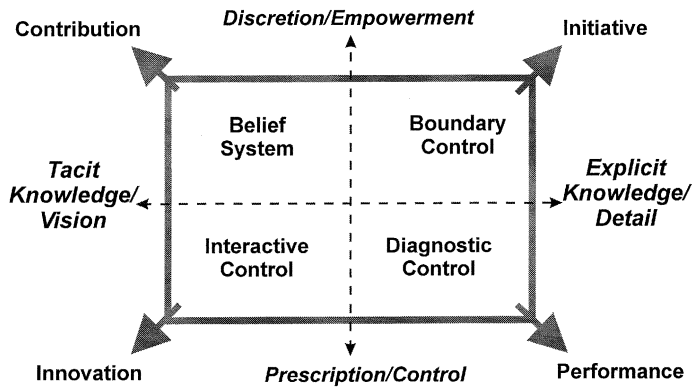 Discretion/Empowerment
Contribution
Initiative
Belief
System
Boundary
Control
Tacit
Knowledge/
Vision
Explicit
Knowledge/
Detail
Interactive
Control
Diagnostic
Control
Innovation
Prescription/Control
Performance